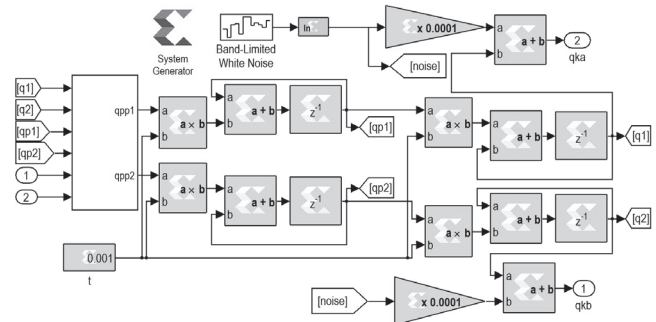 System
Generator
Band-Limited
White Noise
In
x 0.0001
[noise]
a
b
a + b
2
qka
[q1]
[q2]
[qp1]
[qp2]
1
2
qpp1
qpp2
a
b
a × b
a
b
a + b
z-1
[qp1]
a
b
a × b
a
b
a + b
z-1
[q1]
a
b
a × b
a
b
a + b
z-1
[qp2]
a
b
a × b
a
b
a + b
z-1
[q2]
0.001
t
[noise]
x 0.0001
a
b
a + b
1
qkb